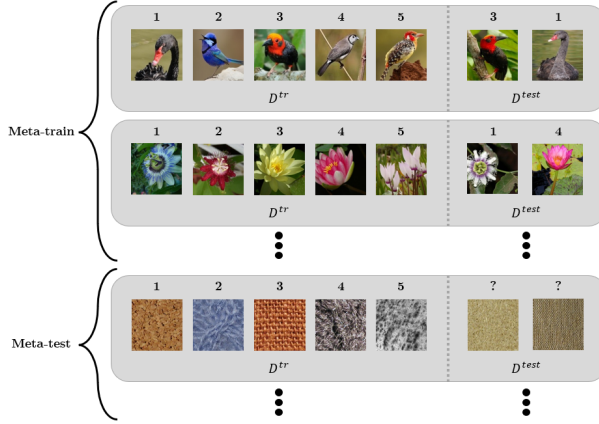 1 2 3 4 5 3 1
D^tr D^test
Meta-train
1 2 3 4 5 1 4
D^tr D^test
1 2 3 4 5 ? ?
Meta-test
D^tr D^test